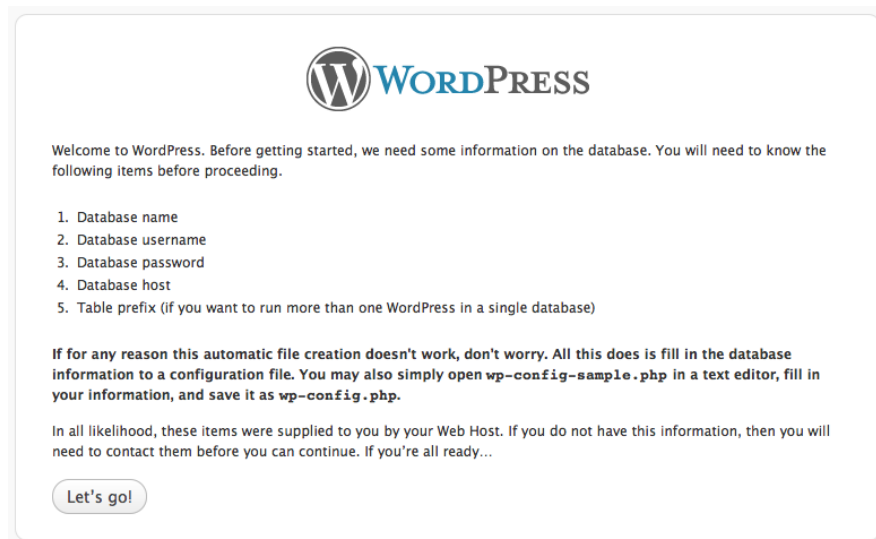 WORDPRESS
Welcome to WordPress. Before getting started, we need some information on the database. You will need to know the
following items before proceeding.
1. Database name
2. Database username
3. Database password
4. Database host
5. Table prefix (if you want to run more than one WordPress in a single database)
If for any reason this automatic file creation doesn't work, don't worry. All this does is fill in the database
information to a configuration file. You may also simply open wp-config-sample.php in a text editor, fill in
your information, and save it as wp-config.php.
In all likelihood, these items were supplied to you by your Web Host. If you do not have this information, then you will
need to contact them before you can continue. If you’re all ready…
Let's go!